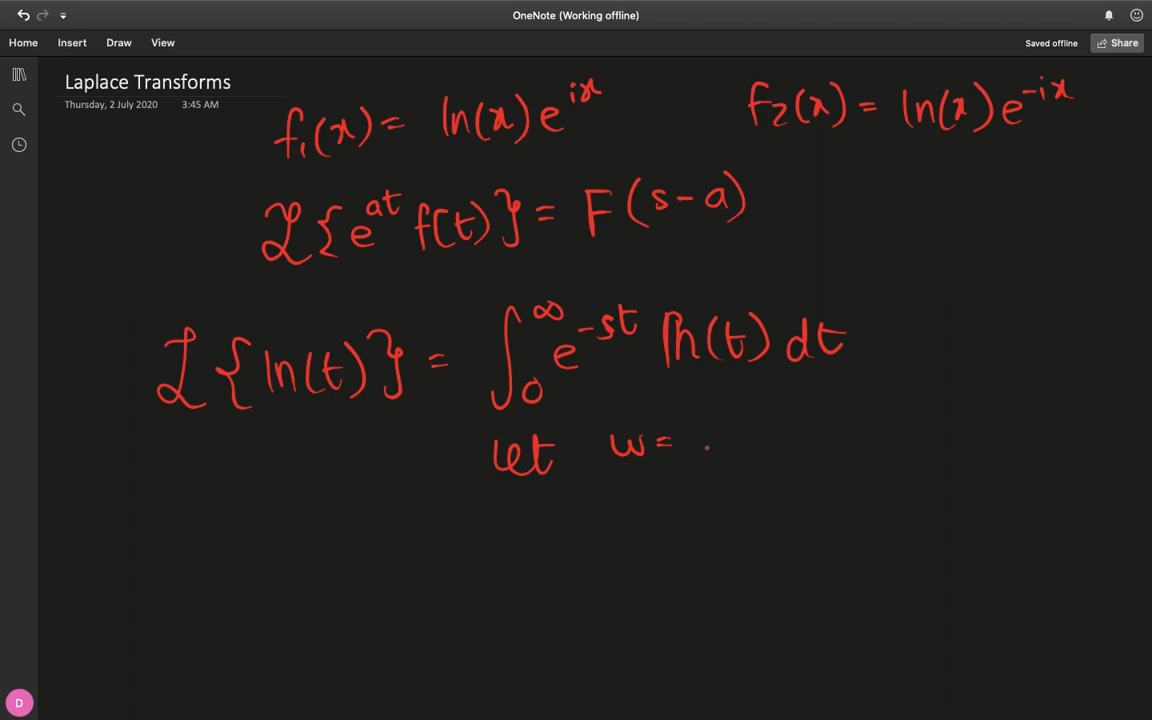 OneNote (Working offline)
Home Insert Draw View Saved offline Share
Laplace Transforms
Thursday, 2 July 2020 3:45 AM
f₁(x) = ln(x) e^{ix} f₂(x) = ln(x) e^{-ix}
ℒ{e^{at} f(t)} = F(s-a)
ℒ{ln(t)} = ∫₀^∞ e^{-st} ln(t) dt
let w =
D